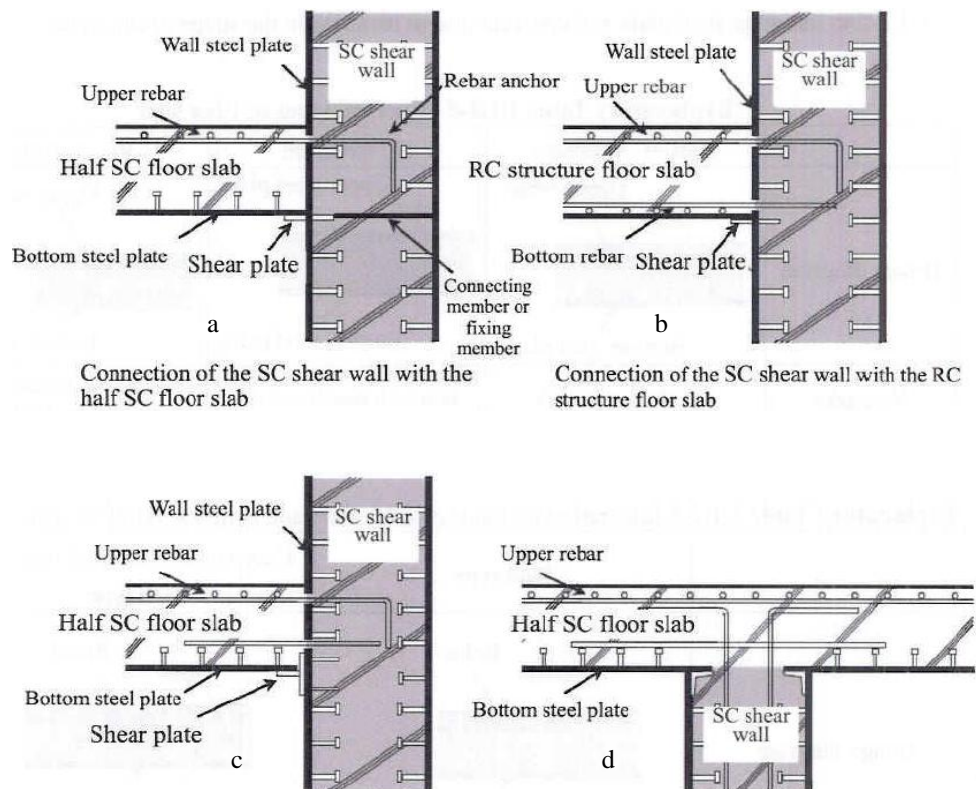 Wall steel plate
SC shear
wall
Rebar anchor
Upper rebar
Half SC floor slab
Bottom steel plate
Shear plate
Connecting
member or
fixing
member
a
Connection of the SC shear wall with the
half SC floor slab
Wall steel plate
SC shear
wall
Upper rebar
RC structure floor slab
Bottom rebar
Shear plate
b
Connection of the SC shear wall with the RC
structure floor slab
Wall steel plate
SC shear
wall
Upper rebar
Half SC floor slab
Bottom steel plate
Shear plate
c
Upper rebar
Half SC floor slab
Bottom steel plate
SC shear
wall
d